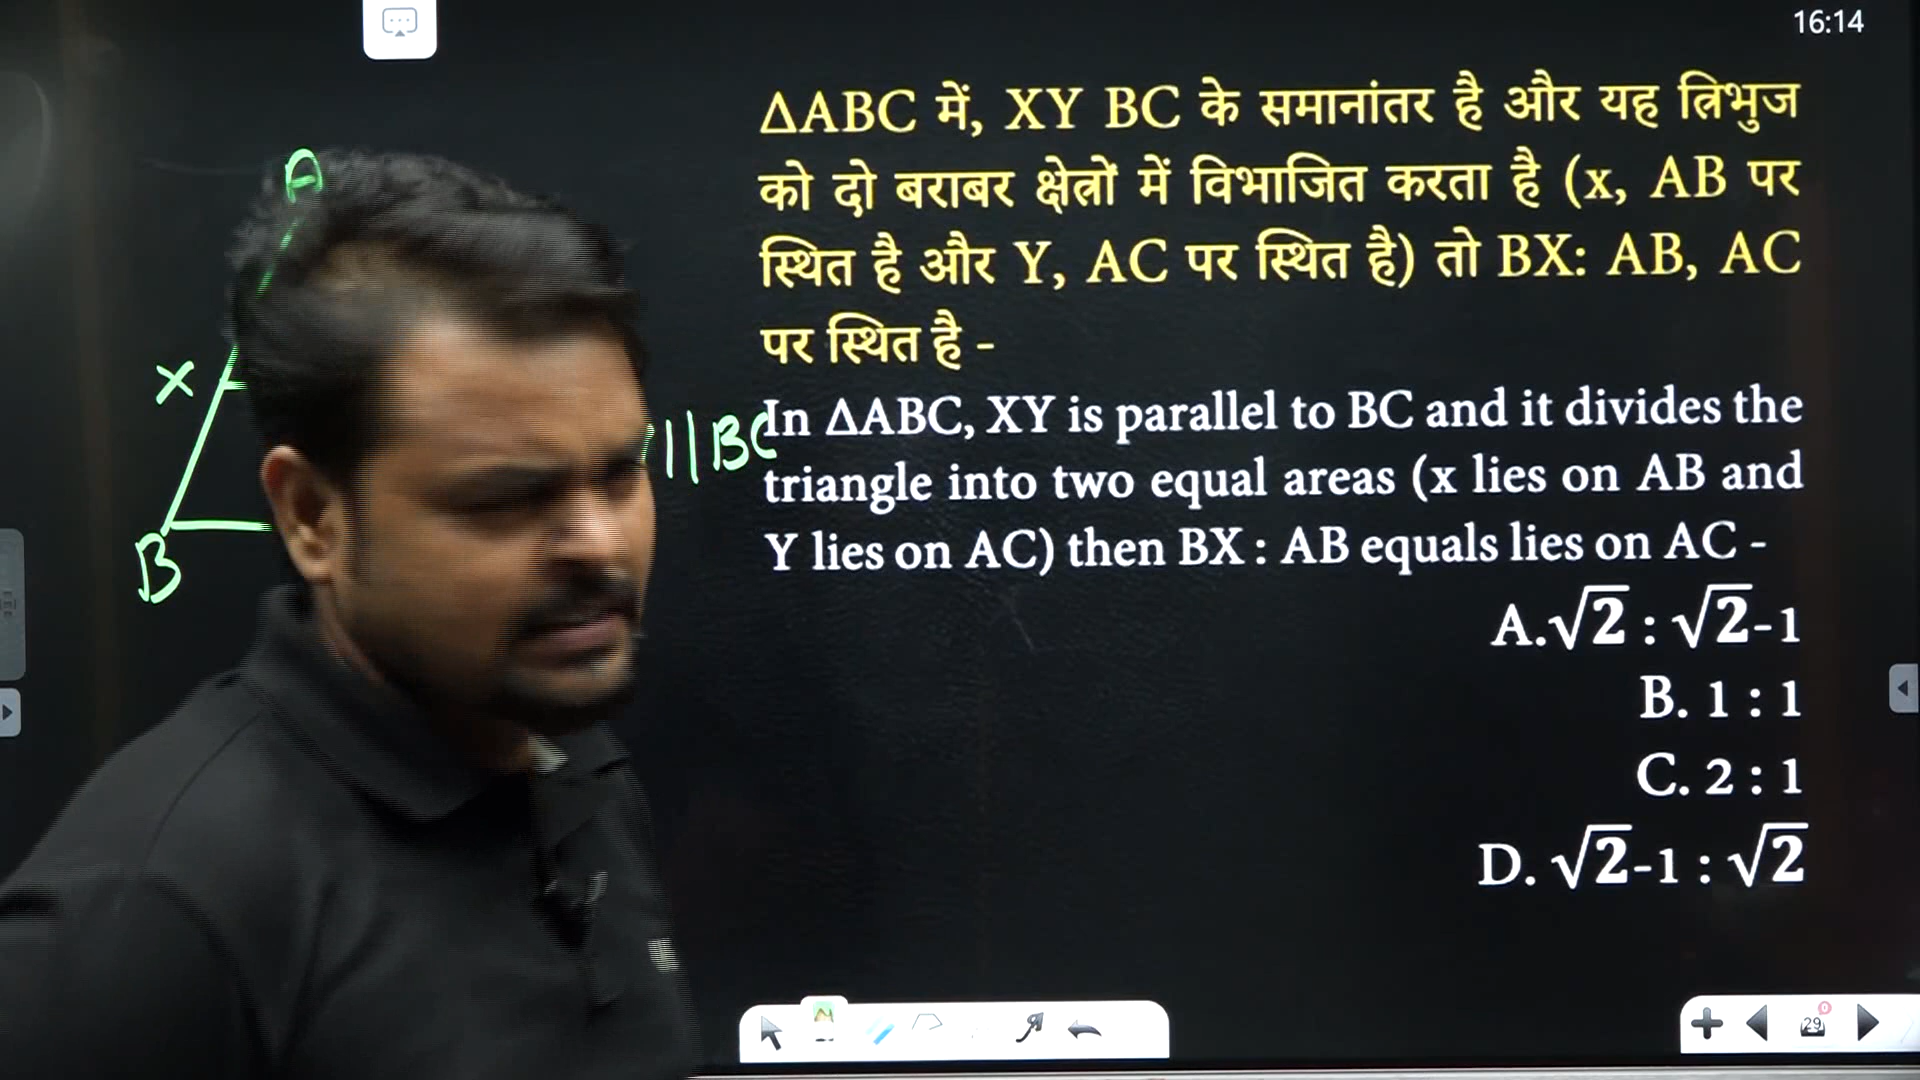 16:14
∆ABC में, XY BC के समानांतर है और यह त्रिभुज
को दो बराबर क्षेत्रों में विभाजित करता है (x, AB पर
स्थित है और Y, AC पर स्थित है) तो BX: AB, AC
पर स्थित है -
In ∆ABC, XY is parallel to BC and it divides the
triangle into two equal areas (x lies on AB and
Y lies on AC) then BX : AB equals lies on AC -
A.√2 : √2-1
B. 1 : 1
C. 2 : 1
D. √2-1 : √2
A
X
|| BC
B
29